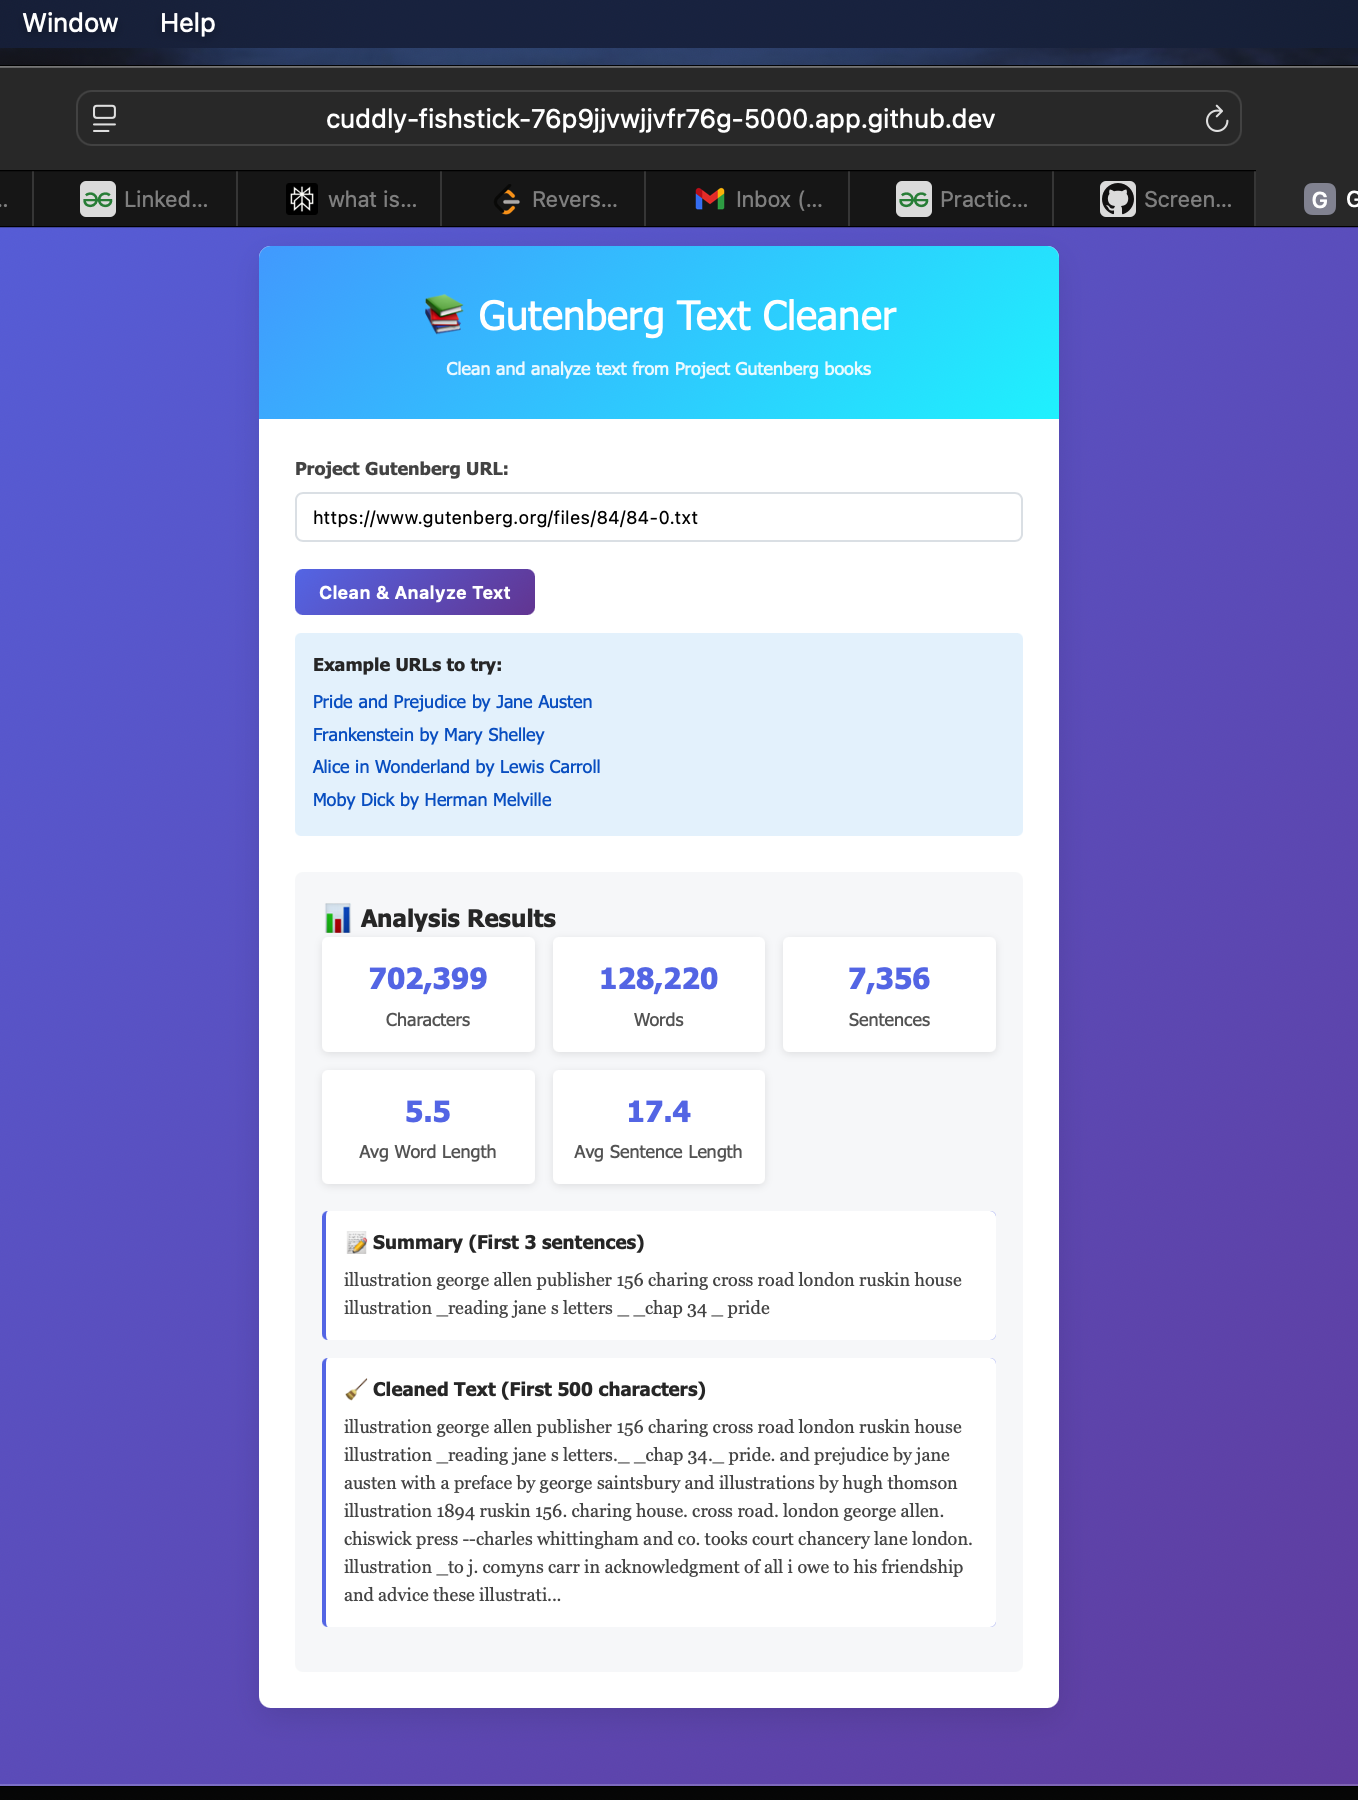 Window Help
cuddly-fishstick-76p9jjvwjjvfr76g-5000.app.github.dev
Linked... what is... Revers... Inbox (... Practic... Screen... G
📚 Gutenberg Text Cleaner
Clean and analyze text from Project Gutenberg books
Project Gutenberg URL:
https://www.gutenberg.org/files/84/84-0.txt
Clean & Analyze Text
Example URLs to try:
Pride and Prejudice by Jane Austen
Frankenstein by Mary Shelley
Alice in Wonderland by Lewis Carroll
Moby Dick by Herman Melville
📊 Analysis Results
702,399 128,220 7,356
Characters Words Sentences
5.5 17.4
Avg Word Length Avg Sentence Length
📝 Summary (First 3 sentences)
illustration george allen publisher 156 charing cross road london ruskin house
illustration _reading jane s letters _ _chap 34 _ pride
🧹 Cleaned Text (First 500 characters)
illustration george allen publisher 156 charing cross road london ruskin house
illustration _reading jane s letters._ _chap 34._ pride. and prejudice by jane
austen with a preface by george saintsbury and illustrations by hugh thomson
illustration 1894 ruskin 156. charing house. cross road. london george allen.
chiswick press --charles whittingham and co. tooks court chancery lane london.
illustration _to j. comyns carr in acknowledgment of all i owe to his friendship
and advice these illustrati...